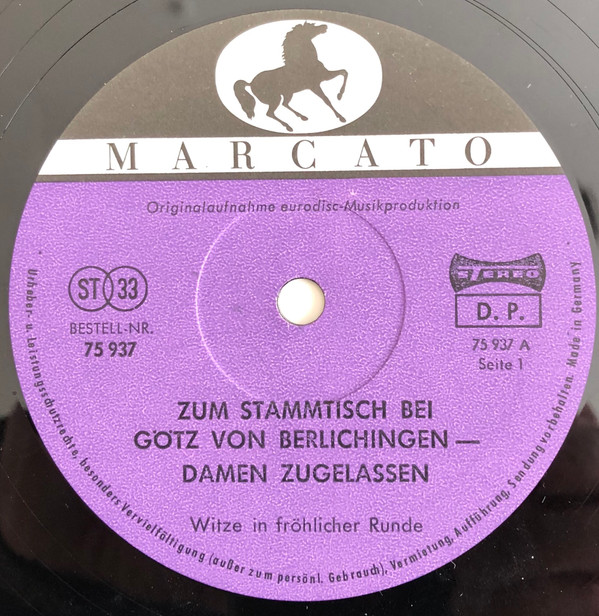 MARCATO
Originalaufnahme eurodisc-Musikproduktion
ST 33
BESTELL-NR.
75 937
STEREO
D. P.
75 937 A
Seite 1
ZUM STAMMTISCH BEI
GÖTZ VON BERLICHINGEN —
DAMEN ZUGELASSEN
Witze in fröhlicher Runde
Urheber- u. Leistungsschutzrechte, besonders Vervielfältigung (außer zum persönl. Gebrauch), Vermietung, Aufführung, Sendung vorbehalten. Made in Germany